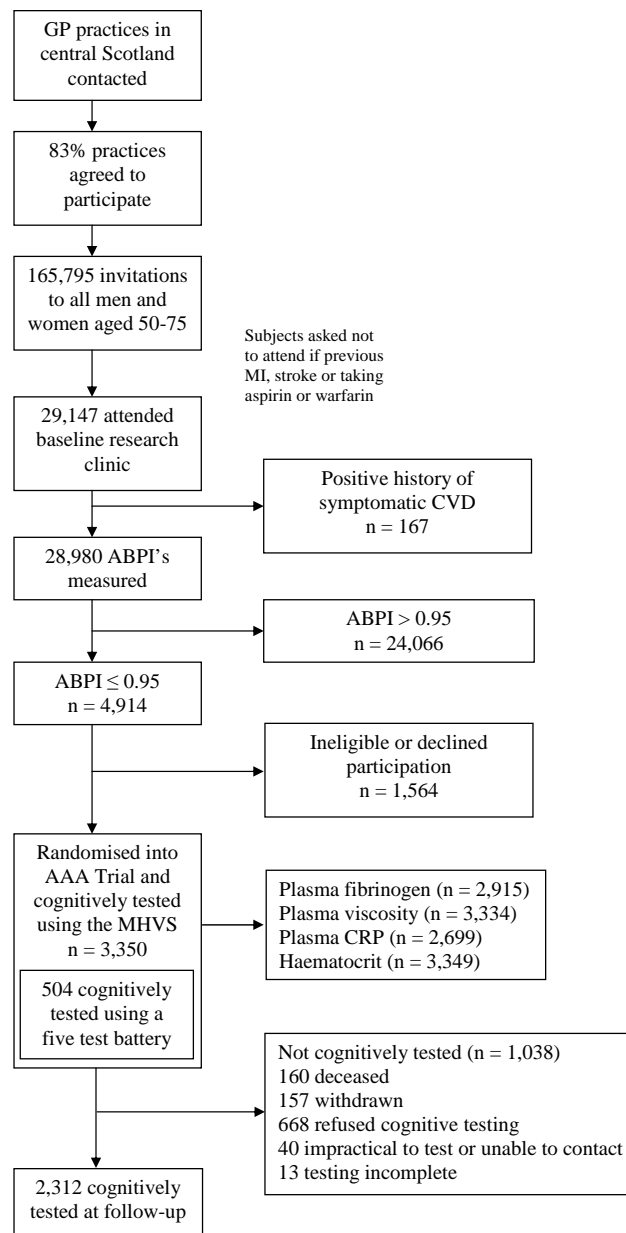 GP practices in
central Scotland
contacted
83% practices
agreed to
participate
165,795 invitations
to all men and
women aged 50-75
Subjects asked not
to attend if previous
MI, stroke or taking
aspirin or warfarin
29,147 attended
baseline research
clinic
Positive history of
symptomatic CVD
n = 167
28,980 ABPI's
measured
ABPI > 0.95
n = 24,066
ABPI ≤ 0.95
n = 4,914
Ineligible or declined
participation
n = 1,564
Randomised into
AAA Trial and
cognitively tested
using the MHVS
n = 3,350
504 cognitively
tested using a
five test battery
Plasma fibrinogen (n = 2,915)
Plasma viscosity (n = 3,334)
Plasma CRP (n = 2,699)
Haematocrit (n = 3,349)
Not cognitively tested (n = 1,038)
160 deceased
157 withdrawn
668 refused cognitive testing
40 impractical to test or unable to contact
13 testing incomplete
2,312 cognitively
tested at follow-up